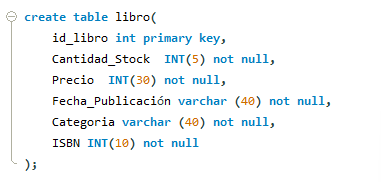 create table libro(
id_libro int primary key,
Cantidad_Stock  INT(5) not null,
Precio  INT(30) not null,
Fecha_Publicación varchar (40) not null,
Categoria varchar (40) not null,
ISBN INT(10) not null
);